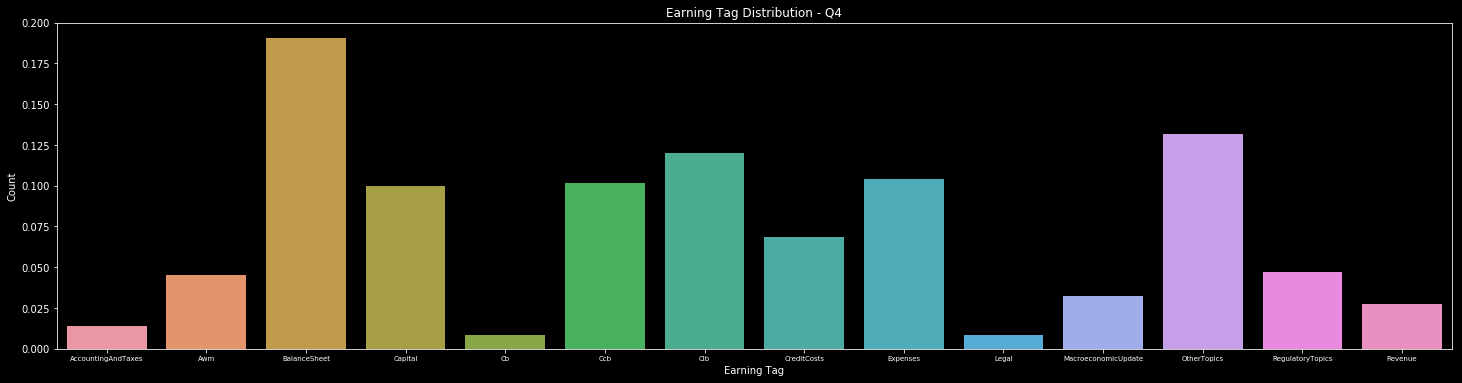 Earning Tag Distribution - Q4
Count
0.200
0.175
0.150
0.125
0.100
0.075
0.050
0.025
0.000
AccountingAndTaxes Awm BalanceSheet Capital Cb Ccb Cib CreditCosts Expenses Legal MacroeconomicUpdate OtherTopics RegulatoryTopics Revenue
Earning Tag